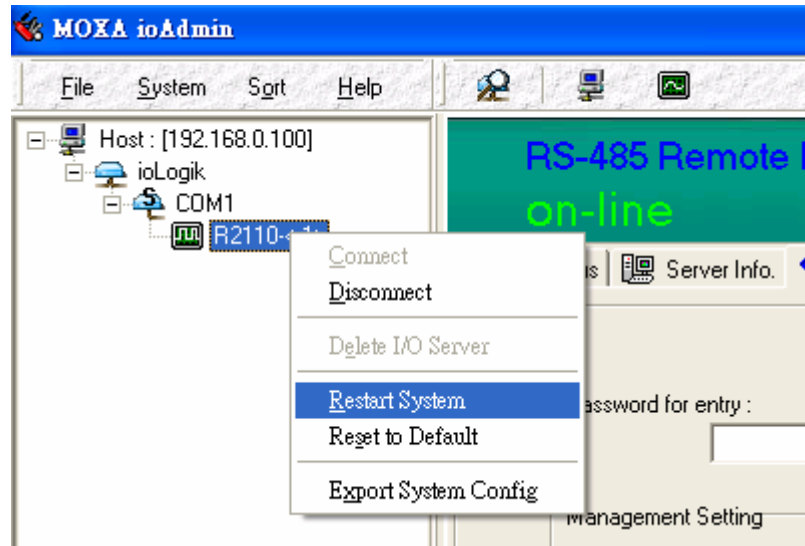 MOXA ioAdmin
File System Sort Help
Host : [192.168.0.100]
ioLogik
COM1
RS-485 Remote
on-line
Server Info.
Connect
Disconnect
Delete I/O Server
Restart System
Reset to Default
Export System Config
assword for entry :
Management Setting